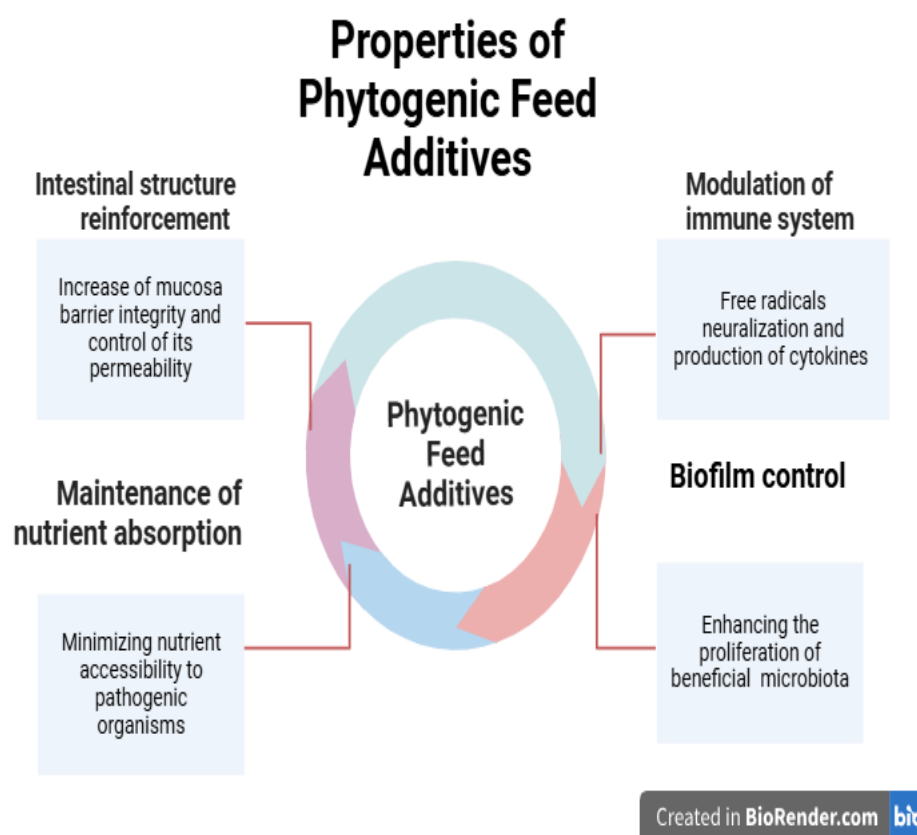 Properties of
Phytogenic Feed
Additives
Intestinal structure
reinforcement
Increase of mucosa
barrier integrity and
control of its
permeability
Modulation of
immune system
Free radicals
neuralization and
production of cytokines
Phytogenic
Feed
Additives
Maintenance of
nutrient absorption
Minimizing nutrient
accessibility to
pathogenic
organisms
Biofilm control
Enhancing the
proliferation of
beneficial microbiota
Created in BioRender.com